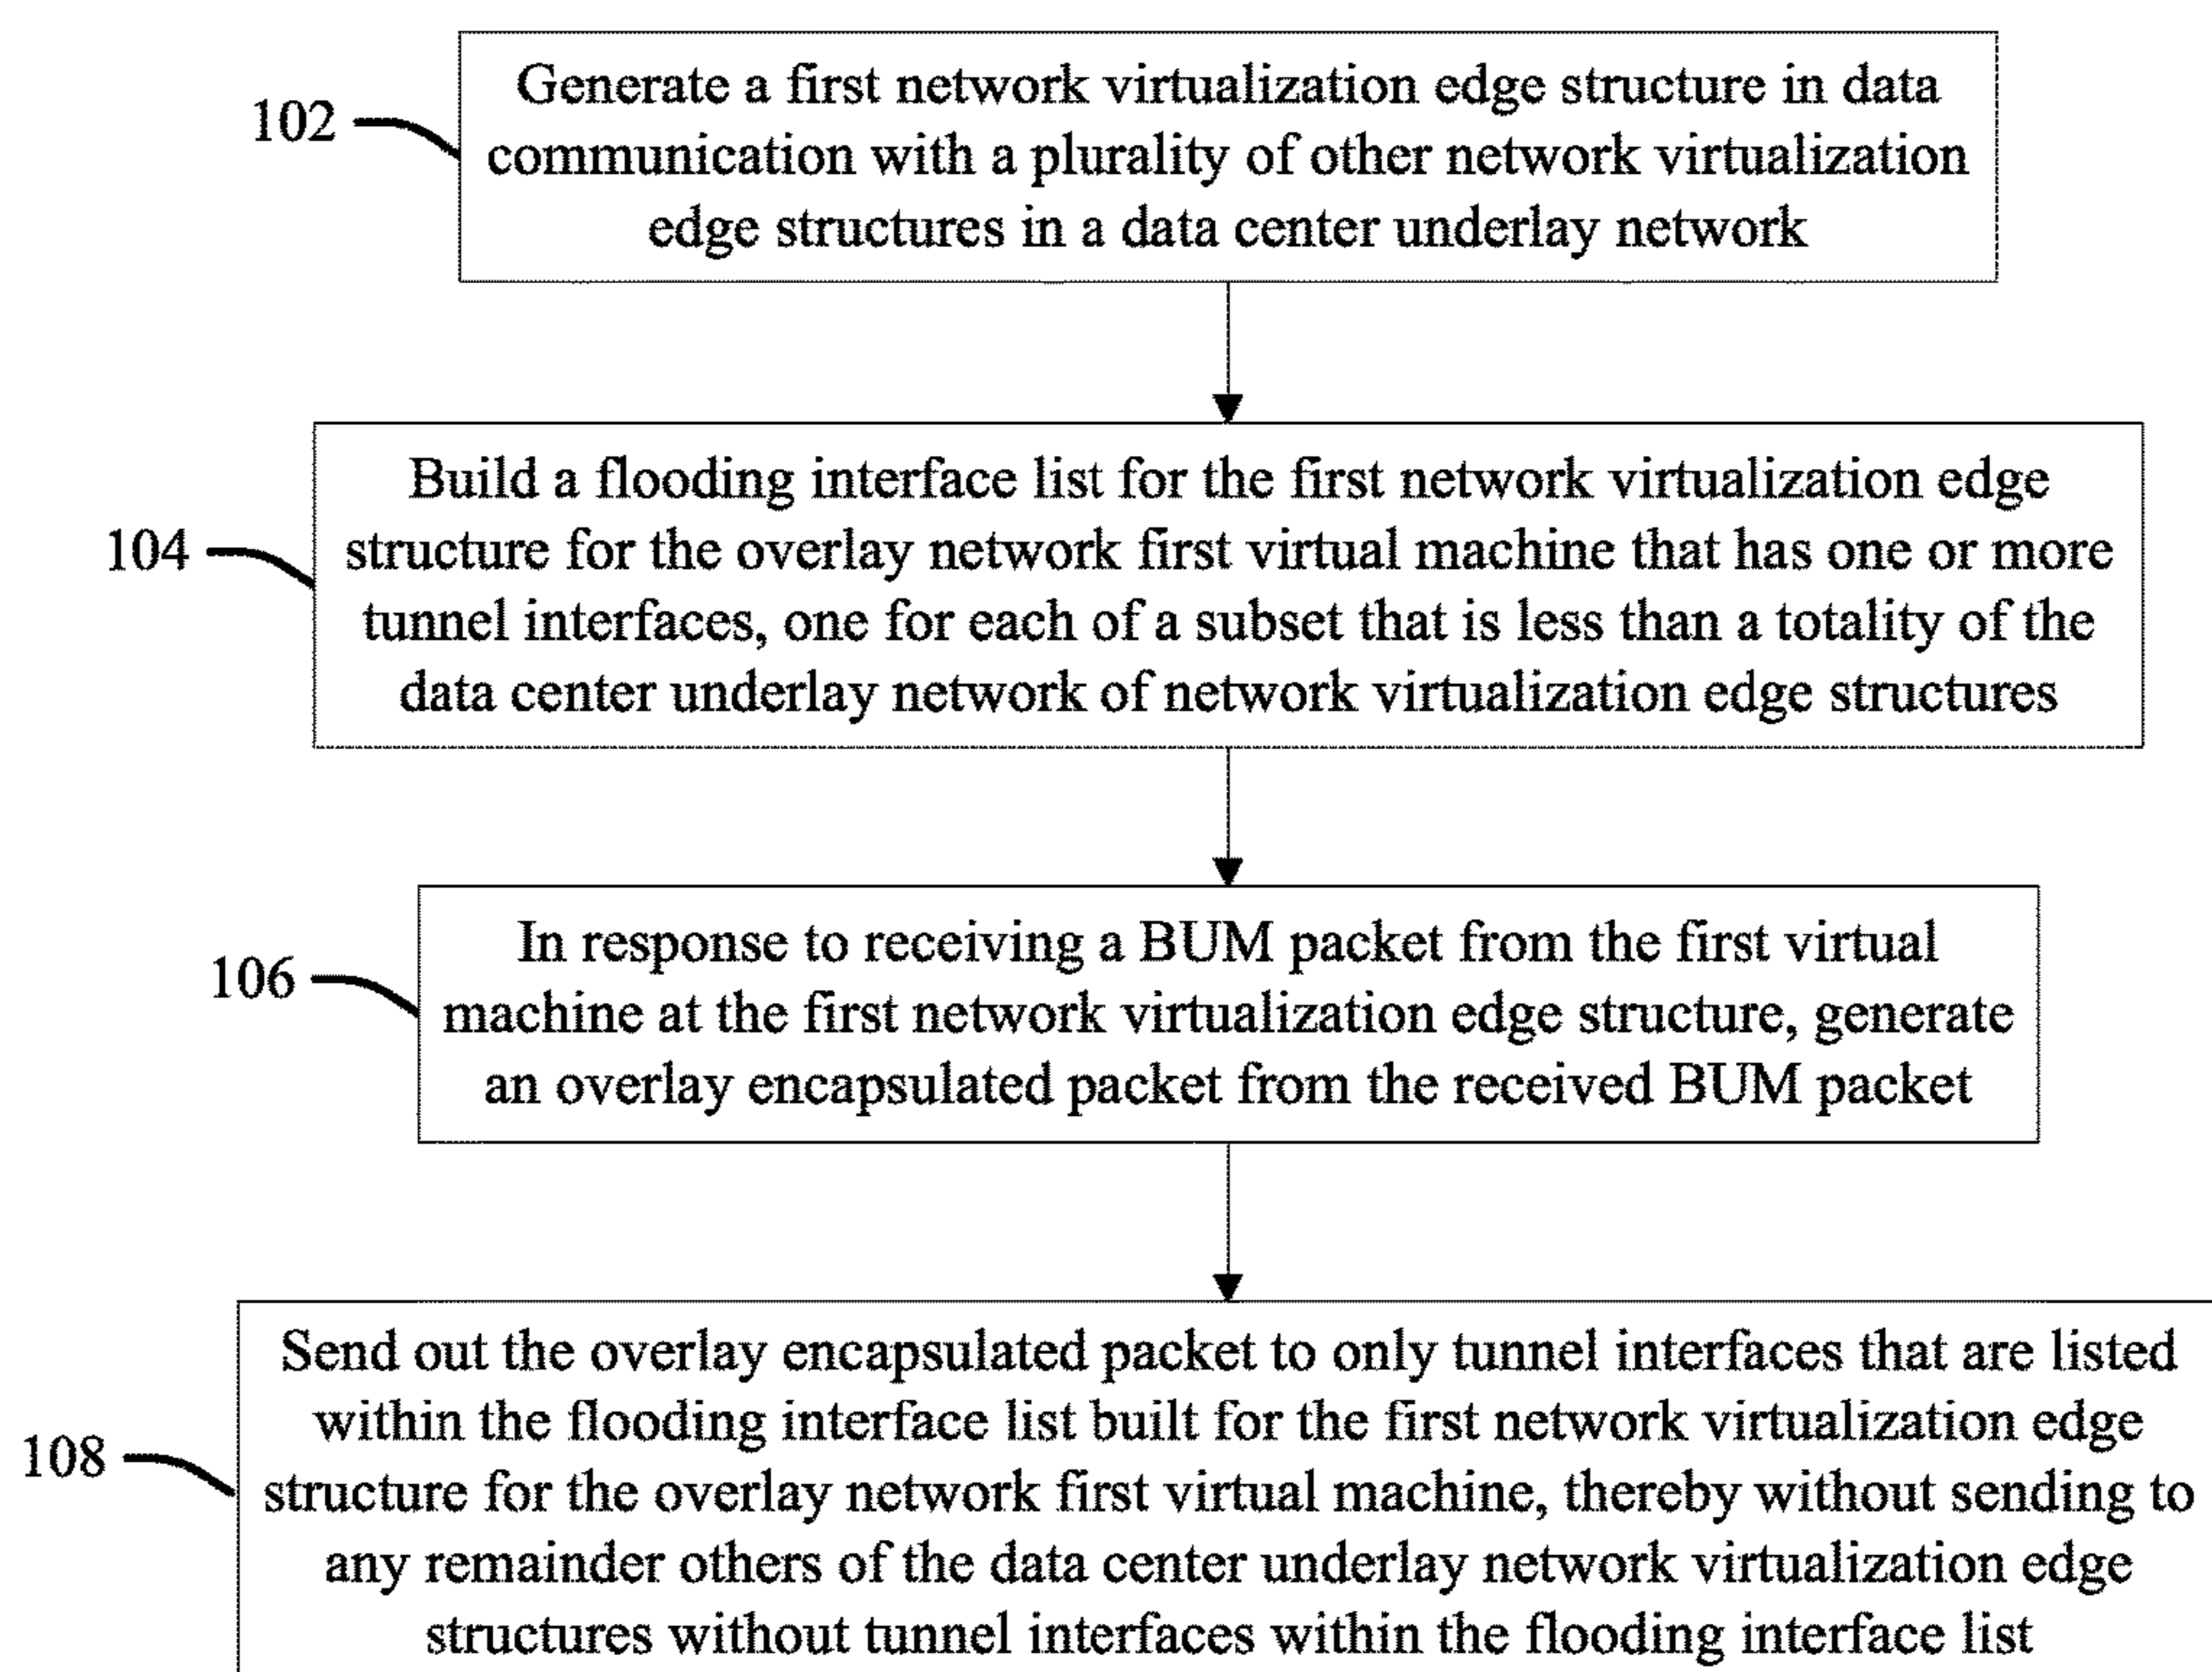 Generate a first network virtualization edge structure in data
102
communication with a plurality of other network virtualization
edge structures in a data center underlay network
Build a flooding interface list for the first network virtualization edge
104
structure for the overlay network first virtual machine that has one or more
tunnel interfaces, one for each of a subset that is less than a totality of the
data center underlay network of network virtualization edge structures
In response to receiving a BUM packet from the first virtual
106
machine at the first network virtualization edge structure, generate
an overlay encapsulated packet from the received BUM packet
Send out the overlay encapsulated packet to only tunnel interfaces that are listed
within the flooding interface list built for the first network virtualization edge
108
structure for the overlay network first virtual machine, thereby without sending to
any remainder others of the data center underlay network virtualization edge
structures without tunnel interfaces within the flooding interface list